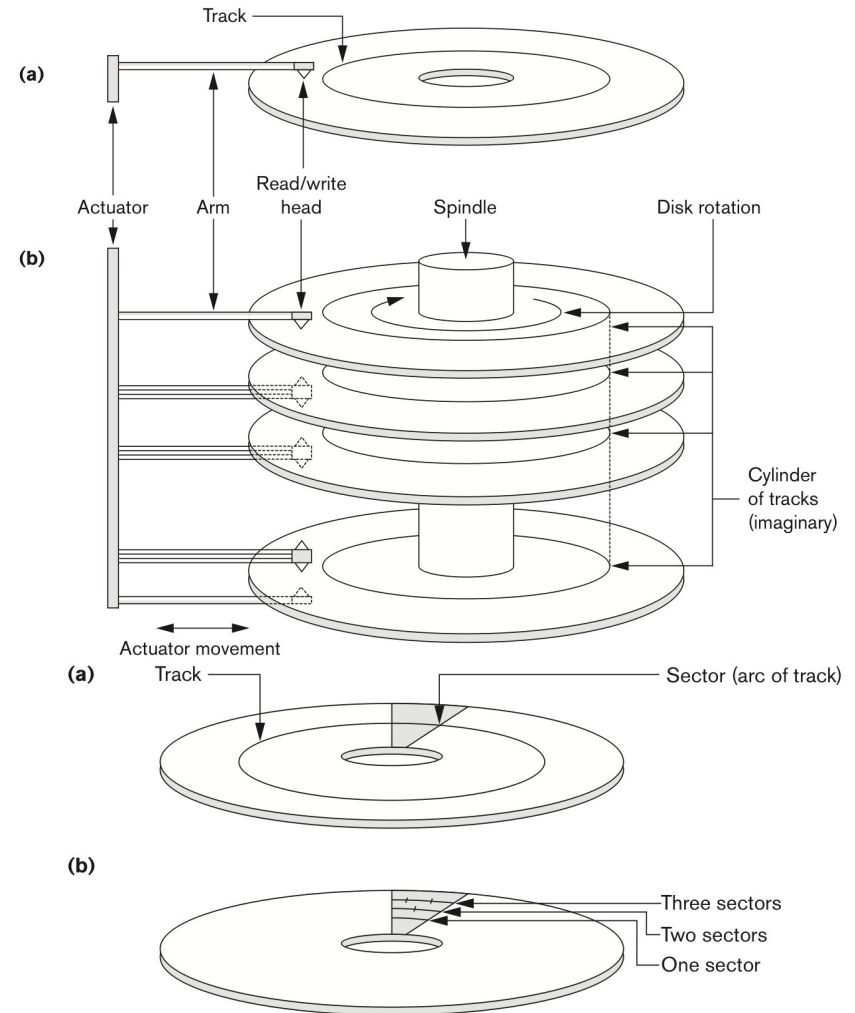 Track
(a)
Read/write
Actuator Arm head Spindle Disk rotation
(b)
Cylinder
of tracks
(imaginary)
Actuator movement
(a) Track Sector (arc of track)
(b)
Three sectors
Two sectors
One sector